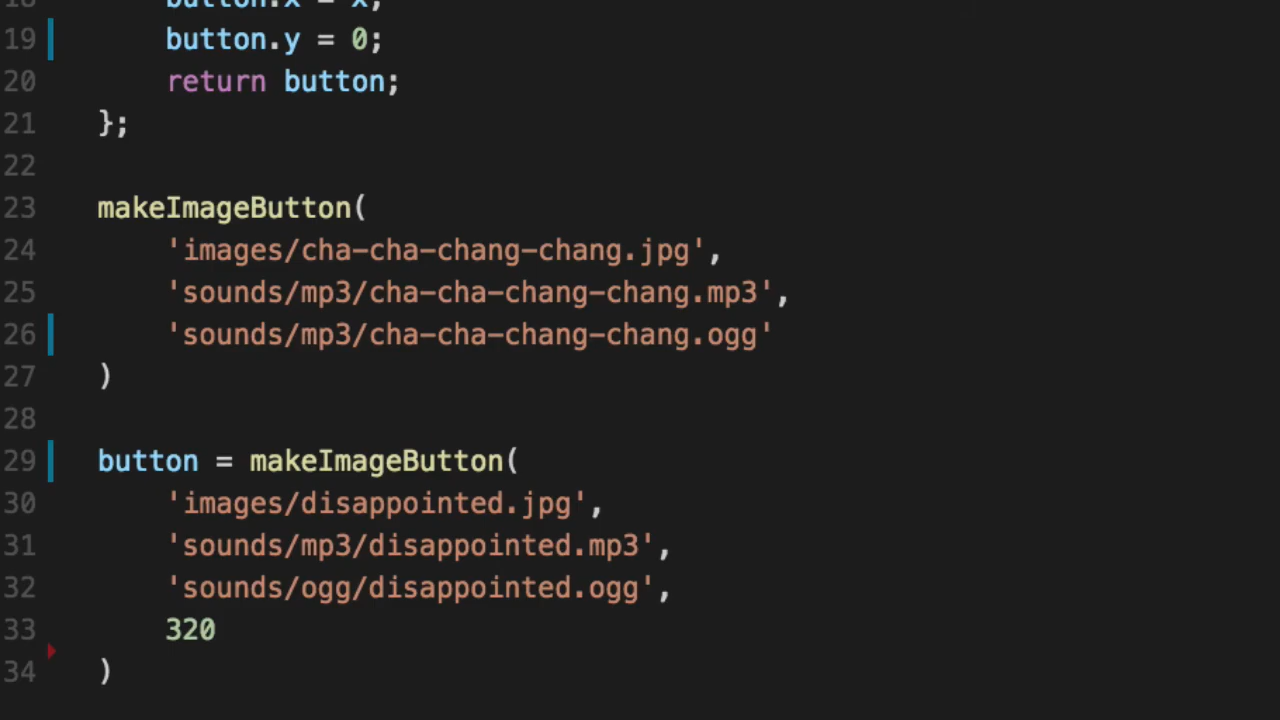 18 button.x = x;
19 button.y = 0;
20 return button;
21 };
22
23 makeImageButton(
24 'images/cha-cha-chang-chang.jpg',
25 'sounds/mp3/cha-cha-chang-chang.mp3',
26 'sounds/mp3/cha-cha-chang-chang.ogg'
27 )
28
29 button = makeImageButton(
30 'images/disappointed.jpg',
31 'sounds/mp3/disappointed.mp3',
32 'sounds/ogg/disappointed.ogg',
33 320
34 )